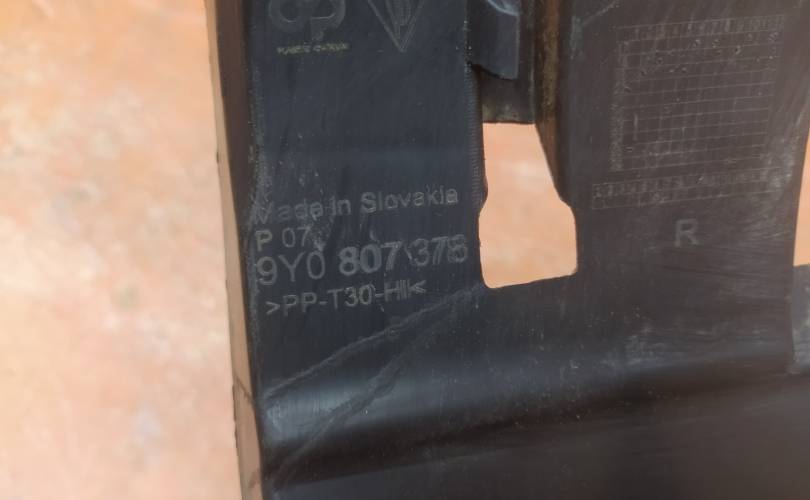 Made in Slovakia
P 07
9Y0 807 378
>PP-T30-HI<
R